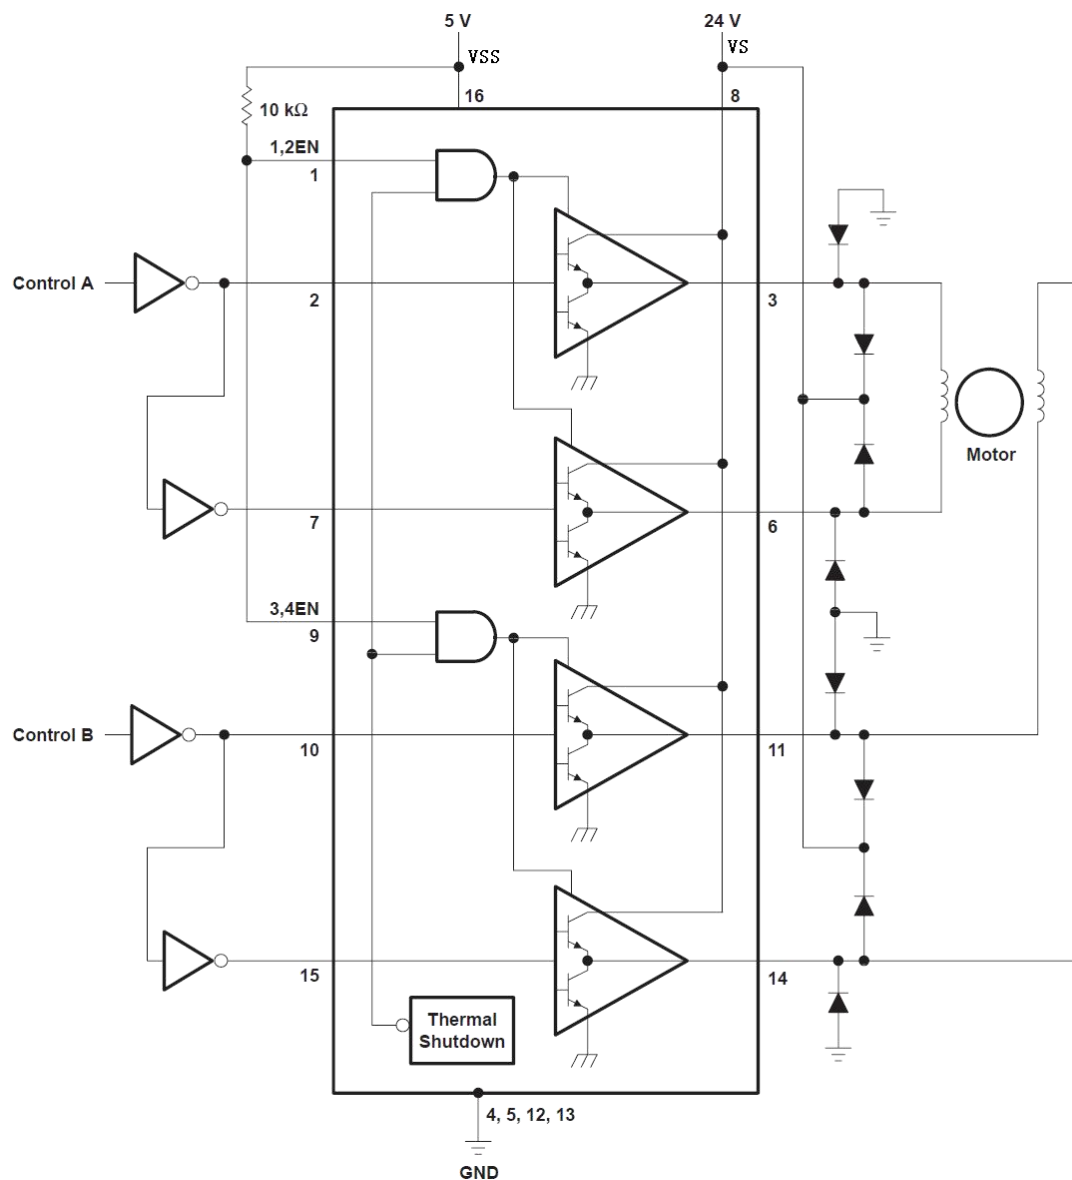 5 V
24 V
VSS
VS
16
8
10 kΩ
1,2EN
1
Control A
2
3
Motor
7
6
3,4EN
9
Control B
10
11
15
14
Thermal
Shutdown
4, 5, 12, 13
GND